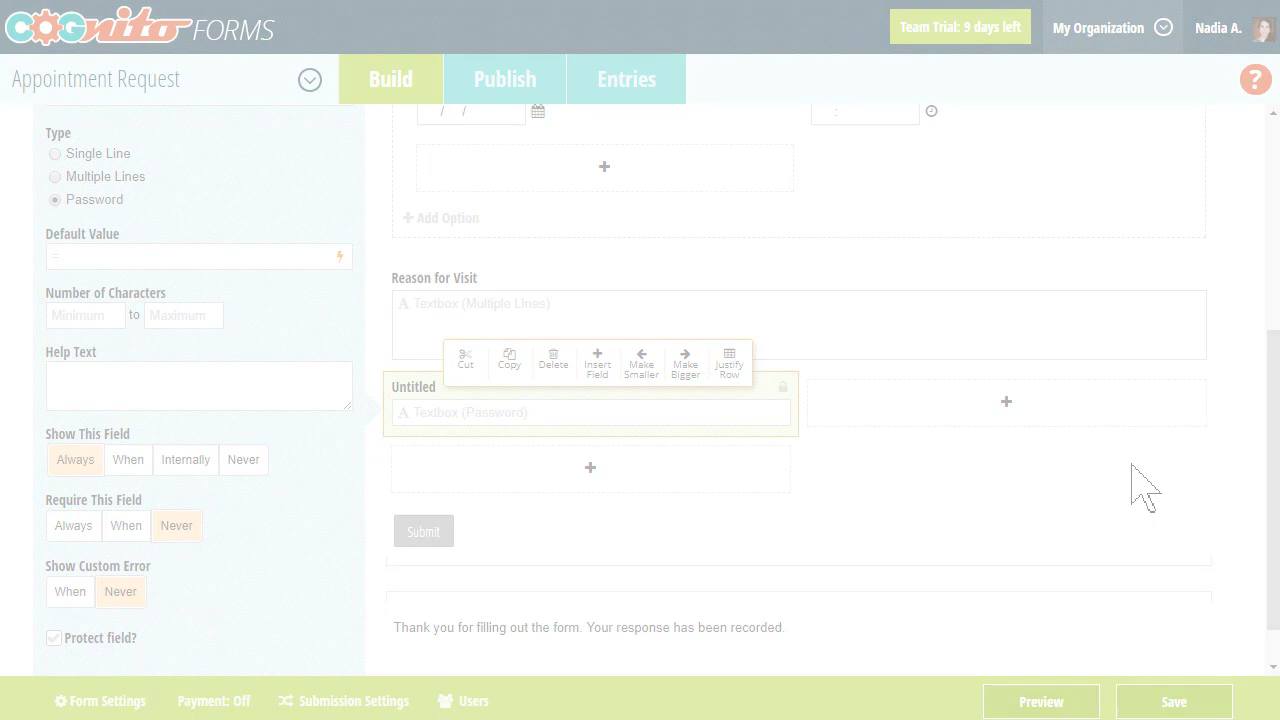 COGnito FORMS
Team Trial: 9 days left
My Organization
Nadia A.
Appointment Request
Build
Publish
Entries
?
Type
Single Line
Multiple Lines
Password
Default Value
=
Number of Characters
Minimum to Maximum
Help Text
Show This Field
Always When Internally Never
Require This Field
Always When Never
Show Custom Error
When Never
Protect field?
/ /
:
Add Option
Reason for Visit
A Textbox (Multiple Lines)
Cut
Copy
Delete
Insert Field
Make Smaller
Make Bigger
Justify Row
Untitled
A Textbox (Password)
Submit
Thank you for filling out the form. Your response has been recorded.
Form Settings
Payment: Off
Submission Settings
Users
Preview
Save